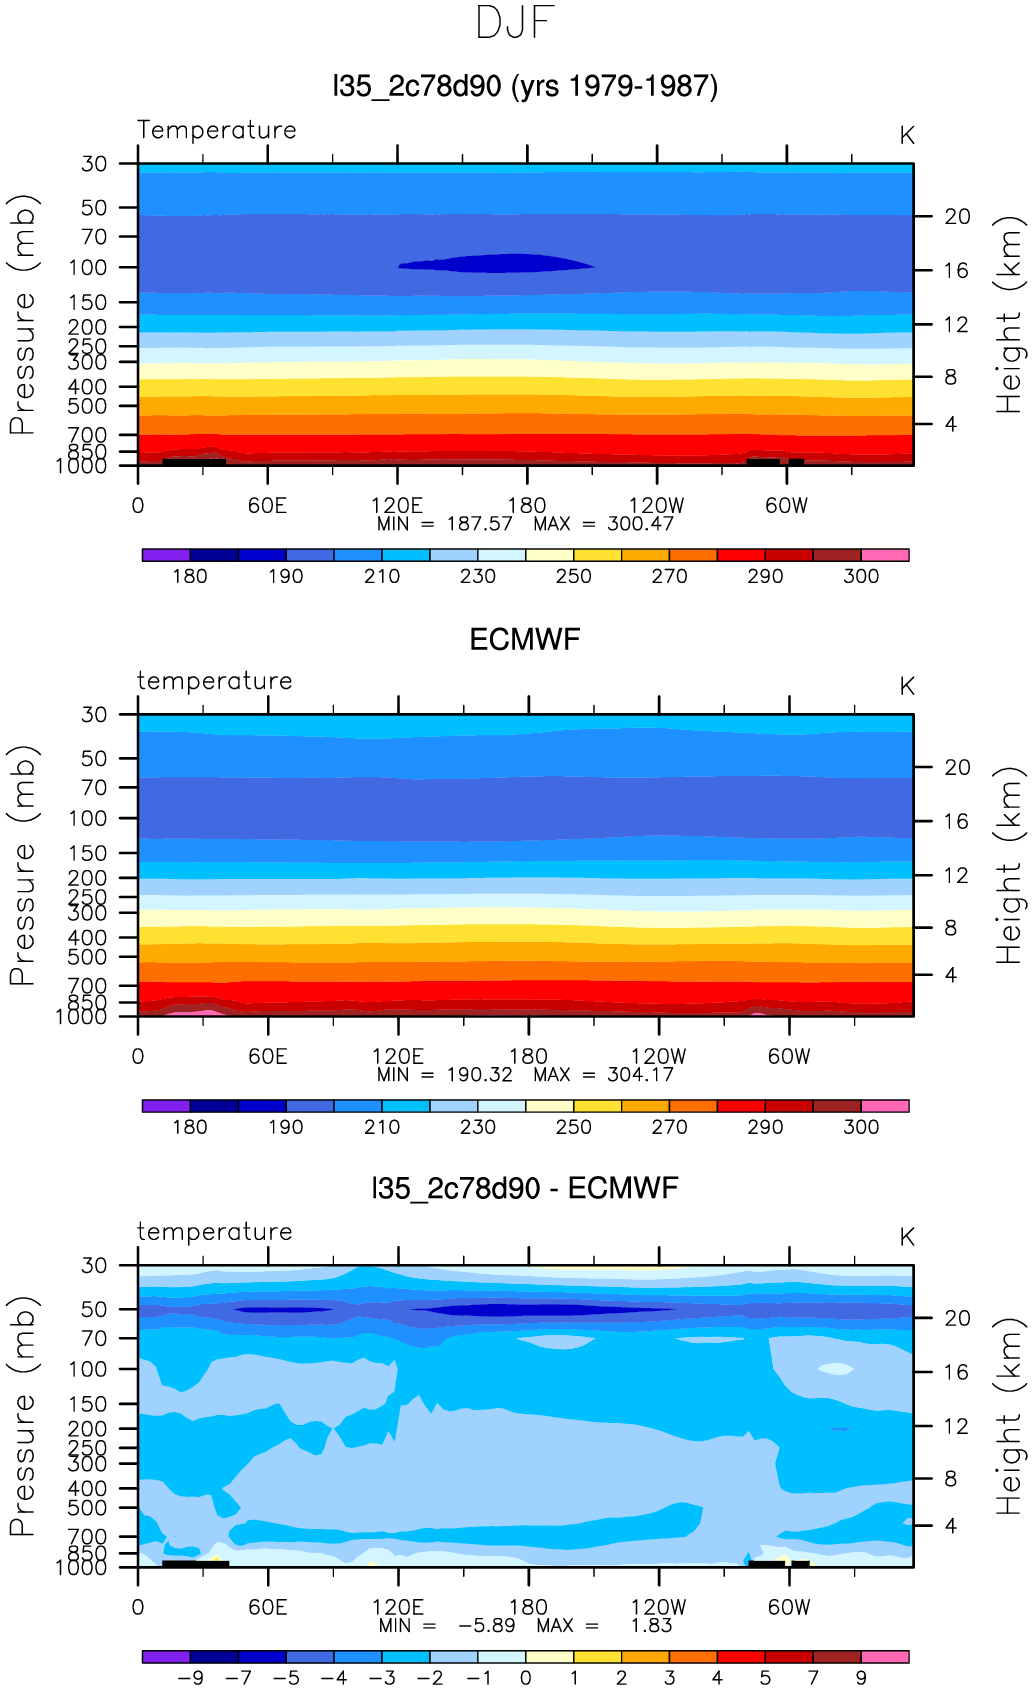 DJF
l35_2c78d90 (yrs 1979-1987)
Temperature K
30
50
70
100
150
200
250
300
400
500
700
850
1000
Pressure (mb)
20
16
12
8
4
Height (km)
0 60E 120E 180 120W 60W
MIN = 187.57 MAX = 300.47
180 190 210 230 250 270 290 300
ECMWF
temperature K
30
50
70
100
150
200
250
300
400
500
700
850
1000
Pressure (mb)
20
16
12
8
4
Height (km)
0 60E 120E 180 120W 60W
MIN = 190.32 MAX = 304.17
180 190 210 230 250 270 290 300
l35_2c78d90 - ECMWF
temperature K
30
50
70
100
150
200
250
300
400
500
700
850
1000
Pressure (mb)
20
16
12
8
4
Height (km)
0 60E 120E 180 120W 60W
MIN = -5.89 MAX = 1.83
-9 -7 -5 -4 -3 -2 -1 0 1 2 3 4 5 7 9